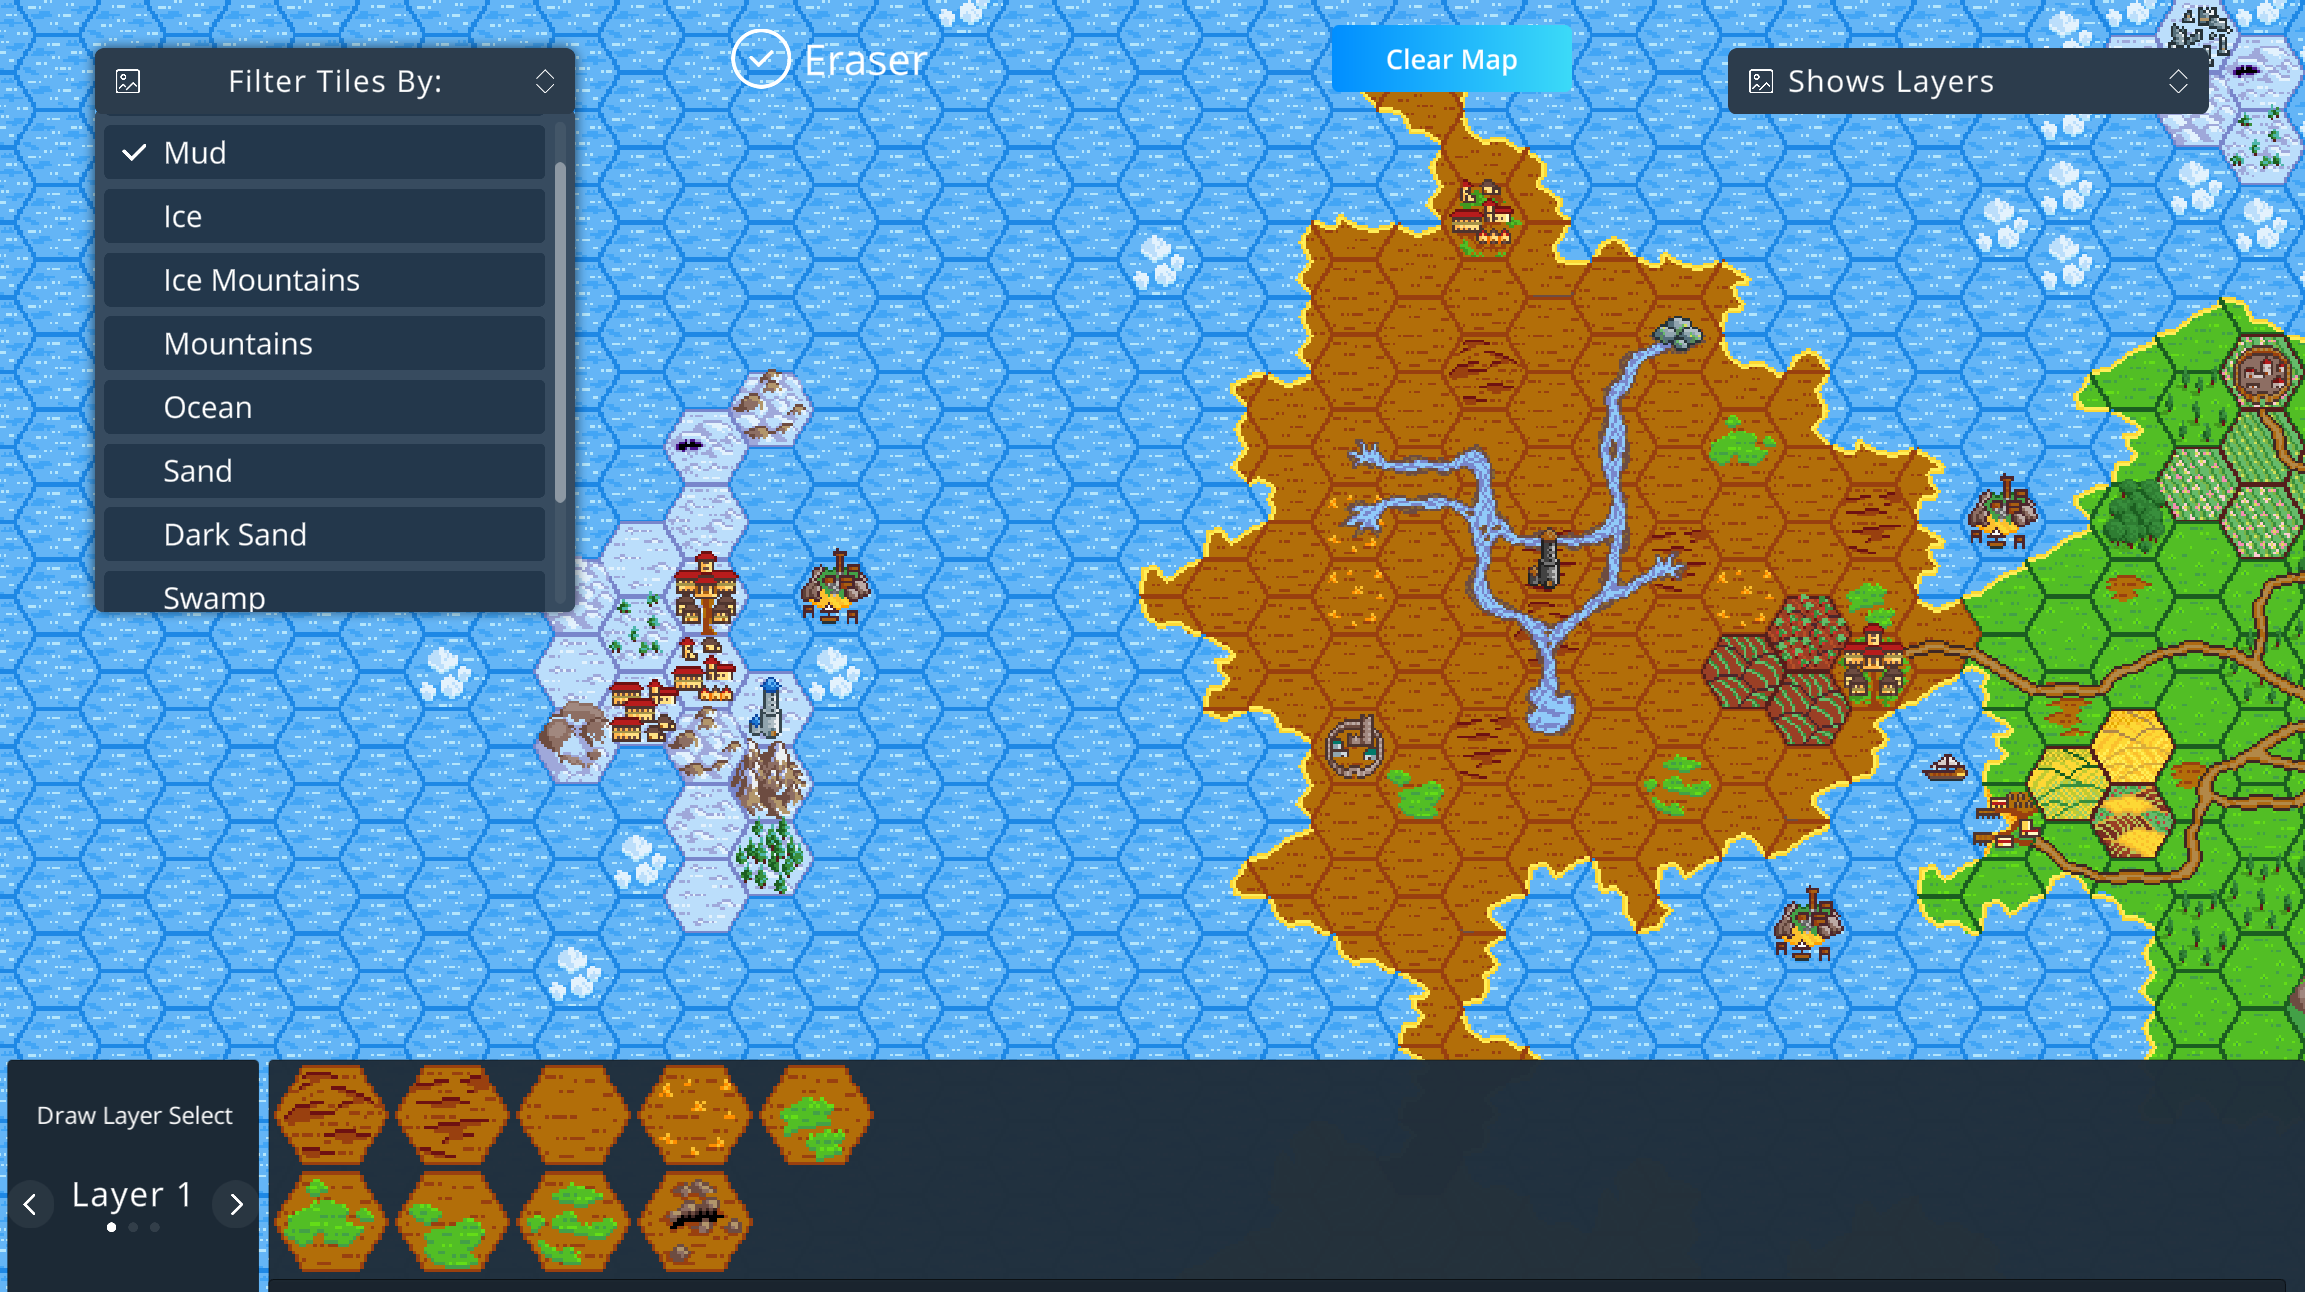 Filter Tiles By:
Mud
Ice
Ice Mountains
Mountains
Ocean
Sand
Dark Sand
Swamp
Eraser
Clear Map
Shows Layers
Draw Layer Select
Layer 1